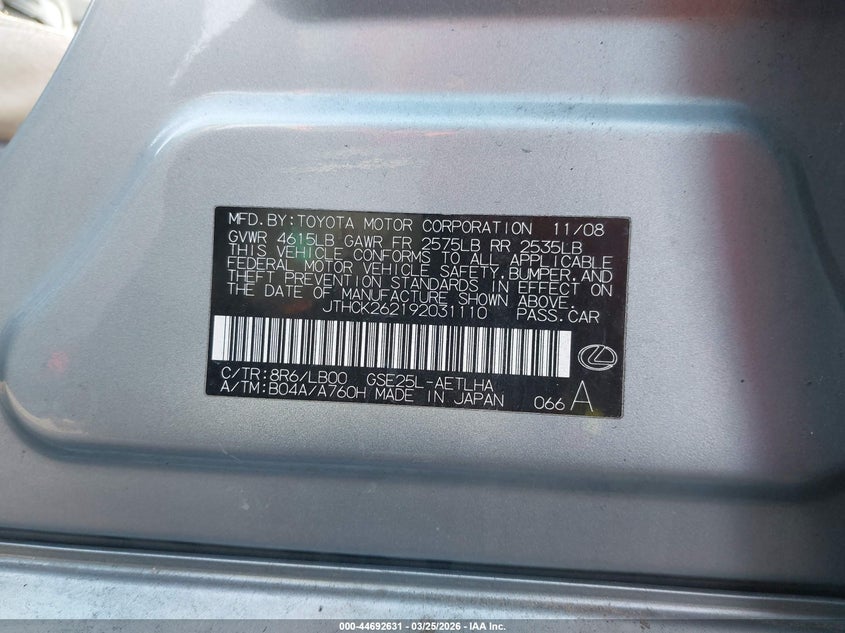 MFD.BY:TOYOTA MOTOR CORPORATION 11/08
GVWR 4615LB GAWR FR 2575LB RR 2535LB
THIS VEHICLE CONFORMS TO ALL APPLICABLE
FEDERAL MOTOR VEHICLE SAFETY,BUMPER,AND
THEFT PREVENTION STANDARDS IN EFFECT ON
THE DATE OF MANUFACTURE SHOWN ABOVE.
JTHCK262192031110 PASS.CAR
C/TR:8R6/LB00 GSE25L-AETLHA
A/TM:B04A/A760H MADE IN JAPAN 066 A
000-44692631 - 03/25/2026 - IAA Inc.